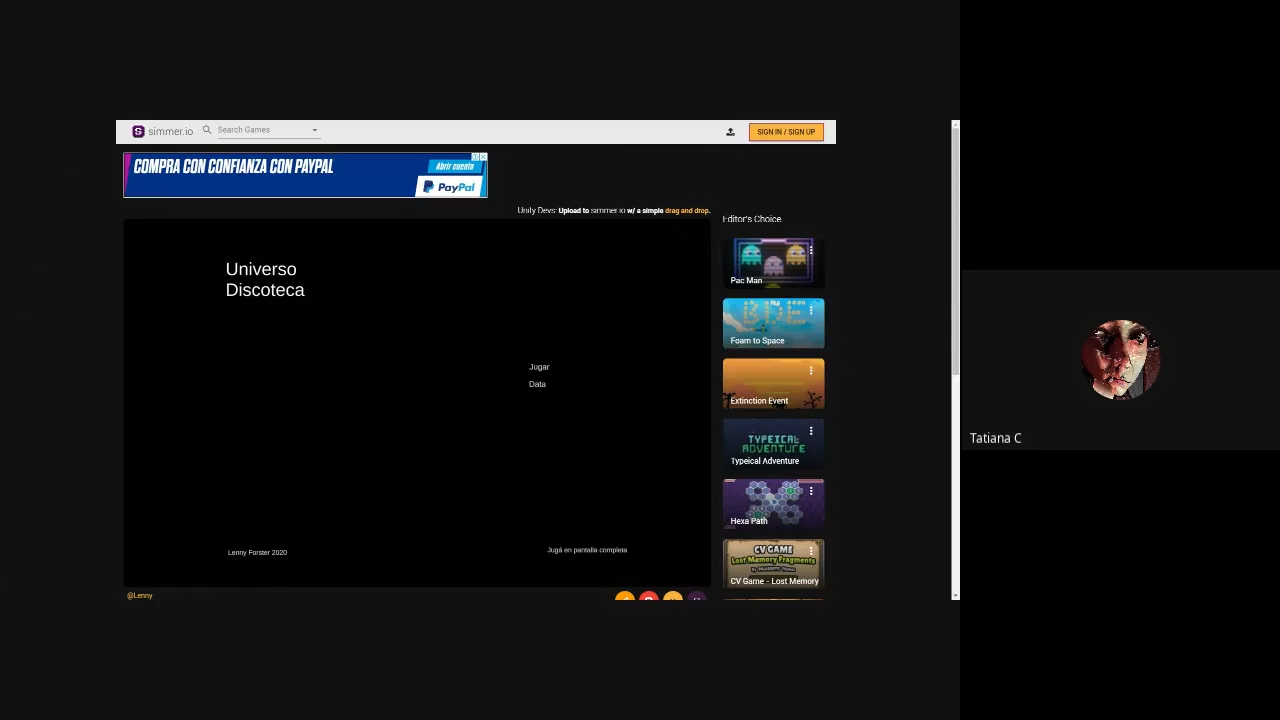 simmer.io
Search Games
SIGN IN / SIGN UP
COMPRA CON CONFIANZA CON PAYPAL
Abrir cuenta
PayPal
Unity Devs: Upload to simmer.io w/ a simple drag and drop.
Editor's Choice
Universo
Discoteca
Jugar
Data
Lenny Forster 2020
Jugá en pantalla completa
@Lenny
Pac Man
Foam to Space
Extinction Event
TYPEICAL
ADVENTURE
Typeical Adventure
Hexa Path
CV GAME
Lost Memory Fragments
CV Game - Lost Memory
Tatiana C